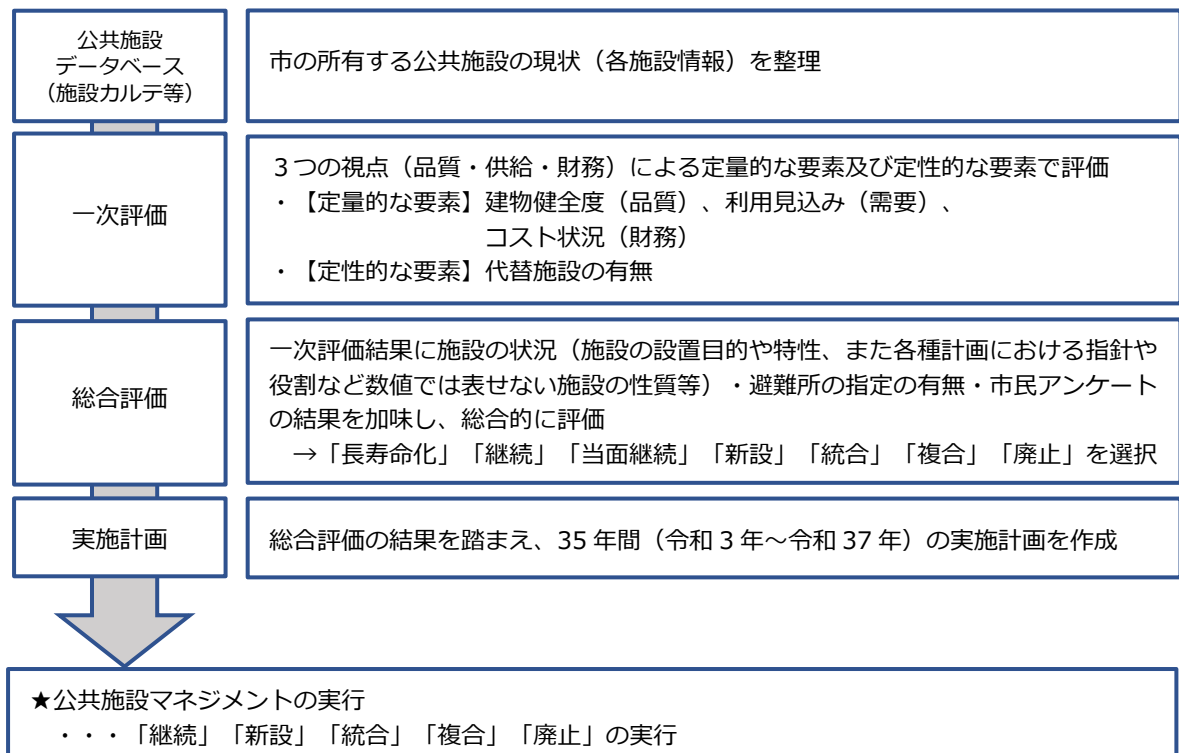 公共施設
データベース
（施設カルテ等）
市の所有する公共施設の現状（各施設情報）を整理
一次評価
３つの視点（品質・供給・財務）による定量的な要素及び定性的な要素で評価
・【定量的な要素】建物健全度（品質）、利用見込み（需要）、
コスト状況（財務）
・【定性的な要素】代替施設の有無
総合評価
一次評価結果に施設の状況（施設の設置目的や特性、また各種計画における指針や
役割など数値では表せない施設の性質等）・避難所の指定の有無・市民アンケート
の結果を加味し、総合的に評価
→「長寿命化」「継続」「当面継続」「新設」「統合」「複合」「廃止」を選択
実施計画
総合評価の結果を踏まえ、35 年間（令和 3 年～令和 37 年）の実施計画を作成
★公共施設マネジメントの実行
・・・「継続」「新設」「統合」「複合」「廃止」の実行